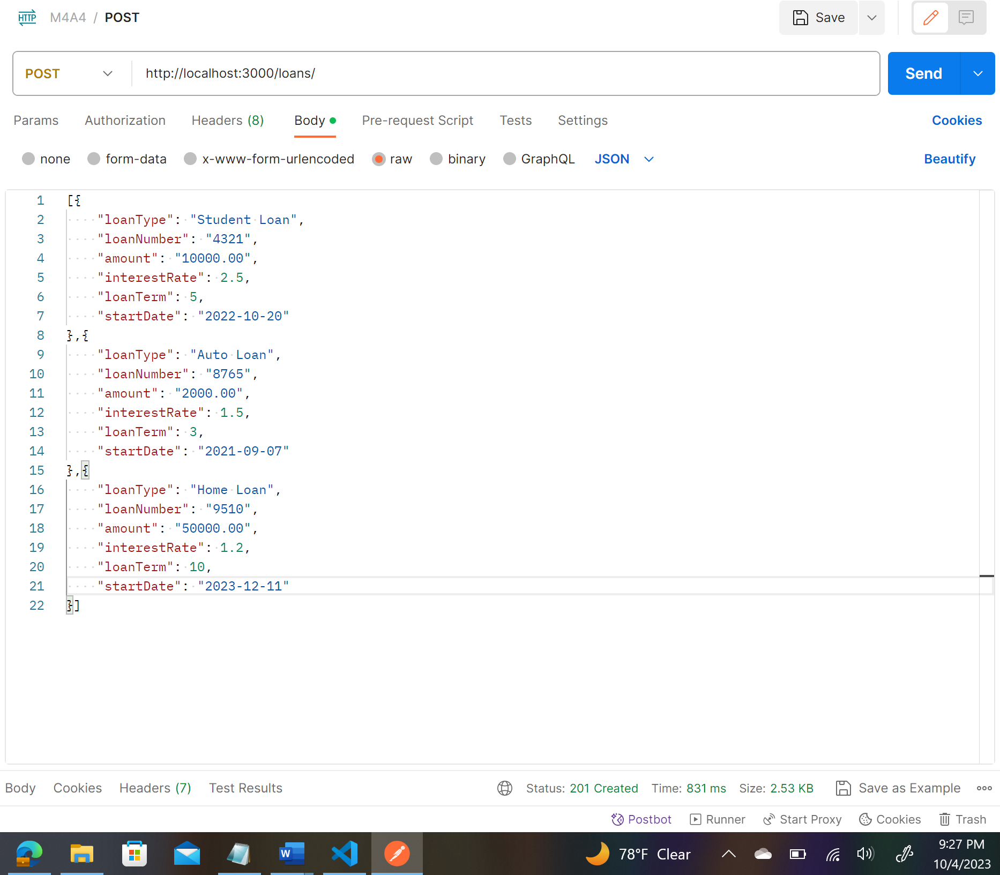 HTTP M4A4 / POST Save
POST http://localhost:3000/loans/ Send
Params Authorization Headers (8) Body Pre-request Script Tests Settings Cookies
none form-data x-www-form-urlencoded raw binary GraphQL JSON Beautify
1 [{
2 "loanType": "Student Loan",
3 "loanNumber": "4321",
4 "amount": "10000.00",
5 "interestRate": 2.5,
6 "loanTerm": 5,
7 "startDate": "2022-10-20"
8 },{
9 "loanType": "Auto Loan",
10 "loanNumber": "8765",
11 "amount": "2000.00",
12 "interestRate": 1.5,
13 "loanTerm": 3,
14 "startDate": "2021-09-07"
15 },{
16 "loanType": "Home Loan",
17 "loanNumber": "9510",
18 "amount": "50000.00",
19 "interestRate": 1.2,
20 "loanTerm": 10,
21 "startDate": "2023-12-11"
22 }]
Body Cookies Headers (7) Test Results Status: 201 Created Time: 831 ms Size: 2.53 KB Save as Example
Postbot Runner Start Proxy Cookies Trash
W 78°F Clear 9:27 PM
10/4/2023